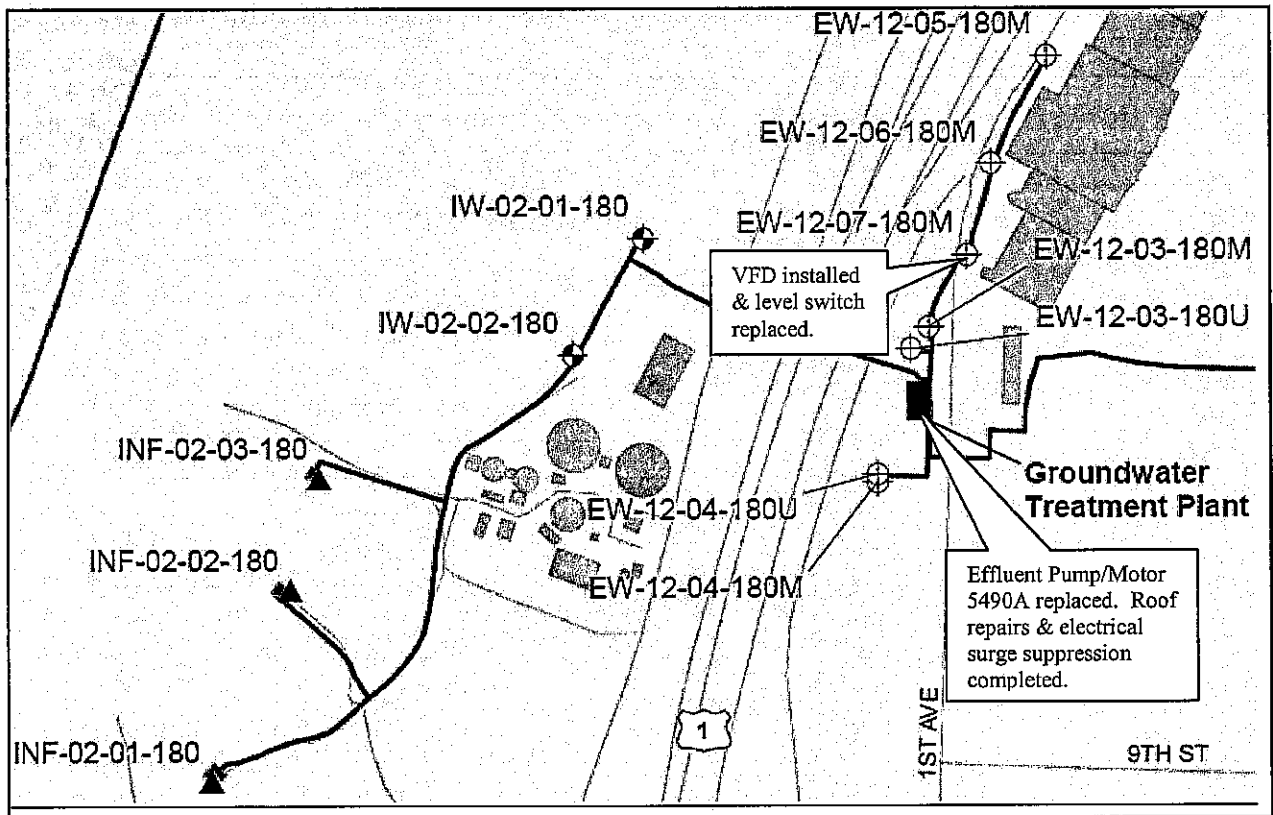 EW-12-05-180M
EW-12-06-180M
IW-02-01-180
EW-12-07-180M
EW-12-03-180M
VFD installed
& level switch
replaced.
IW-02-02-180
EW-12-03-180U
INF-02-03-180
Groundwater
Treatment Plant
EW-12-04-180U
INF-02-02-180
EW-12-04-180M
Effluent Pump/Motor
5490A replaced. Roof
repairs & electrical
surge suppression
completed.
INF-02-01-180
1
1ST AVE
9TH ST